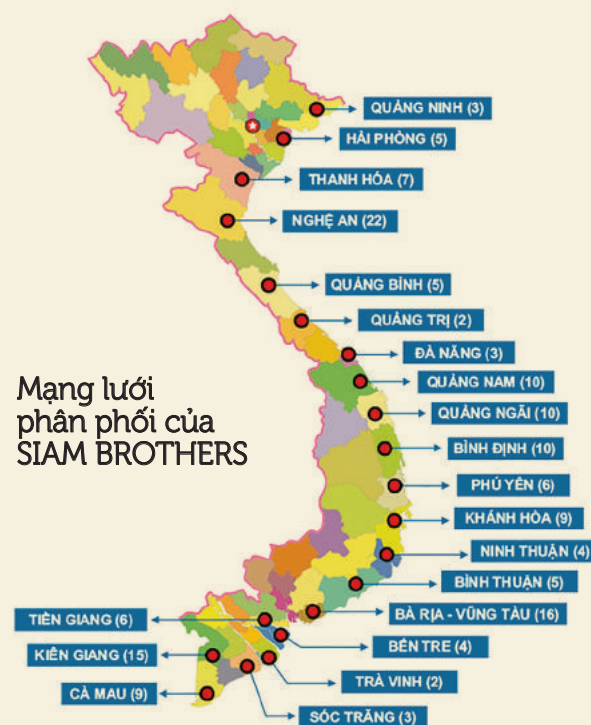 QUẢNG NINH (3)
HẢI PHÒNG (5)
THANH HÓA (7)
NGHỆ AN (22)
QUẢNG BÌNH (5)
QUẢNG TRỊ (2)
ĐÀ NĂNG (3)
QUẢNG NAM (10)
QUẢNG NGÃI (10)
BÌNH ĐỊNH (10)
PHÚ YÊN (6)
KHÁNH HÒA (9)
NINH THUẬN (4)
BÌNH THUẬN (5)
BÀ RỊA - VŨNG TÀU (16)
BẾN TRE (4)
TRÀ VINH (2)
SÓC TRĂNG (3)
TIỀN GIANG (6)
KIÊN GIANG (15)
CÀ MAU (9)
Mạng lưới
phân phối của
SIAM BROTHERS